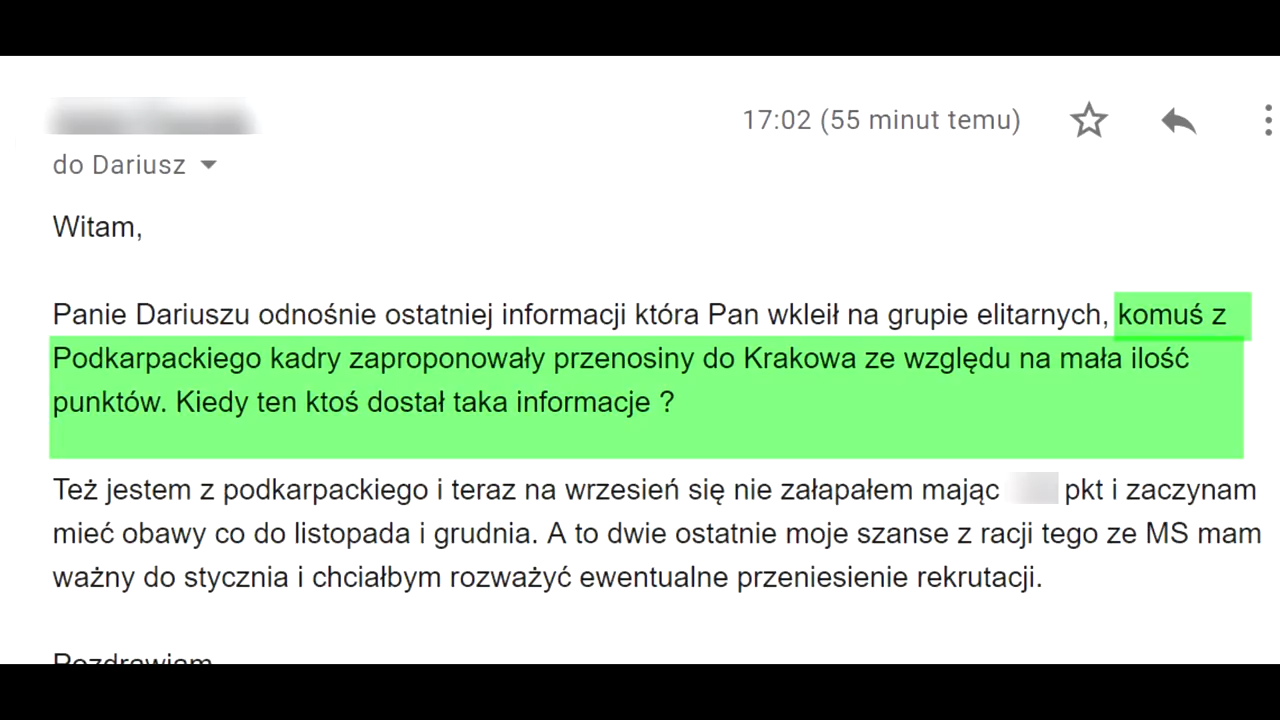 17:02 (55 minut temu)
do Dariusz
Witam,
Panie Dariuszu odnośnie ostatniej informacji która Pan wkleił na grupie elitarnych, komuś z
Podkarpackiego kadry zaproponowały przenosiny do Krakowa ze względu na mała ilość
punktów. Kiedy ten ktoś dostał taka informacje ?
Też jestem z podkarpackiego i teraz na wrzesień się nie załapałem mając pkt i zaczynam
mieć obawy co do listopada i grudnia. A to dwie ostatnie moje szanse z racji tego ze MS mam
ważny do stycznia i chciałbym rozważyć ewentualne przeniesienie rekrutacji.
Pozdrawiam